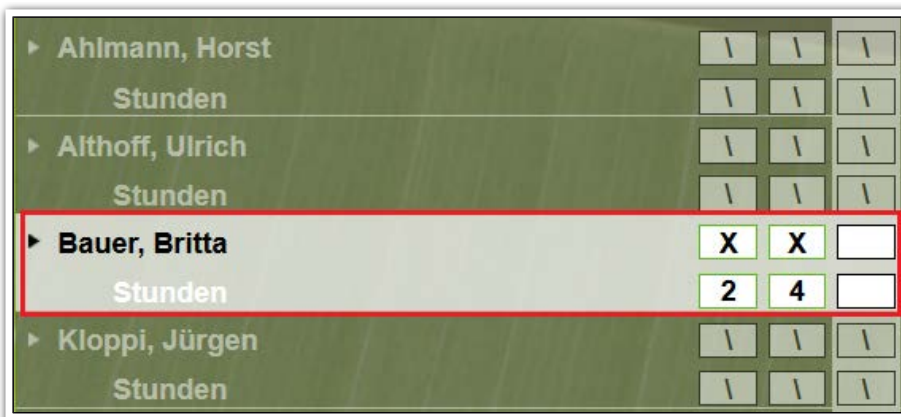 Ahlmann, Horst \ \ \
Stunden \ \ \
Althoff, Ulrich \ \ \
Stunden \ \ \
Bauer, Britta X X
Stunden 2 4
Kloppi, Jürgen \ \ \
Stunden \ \ \